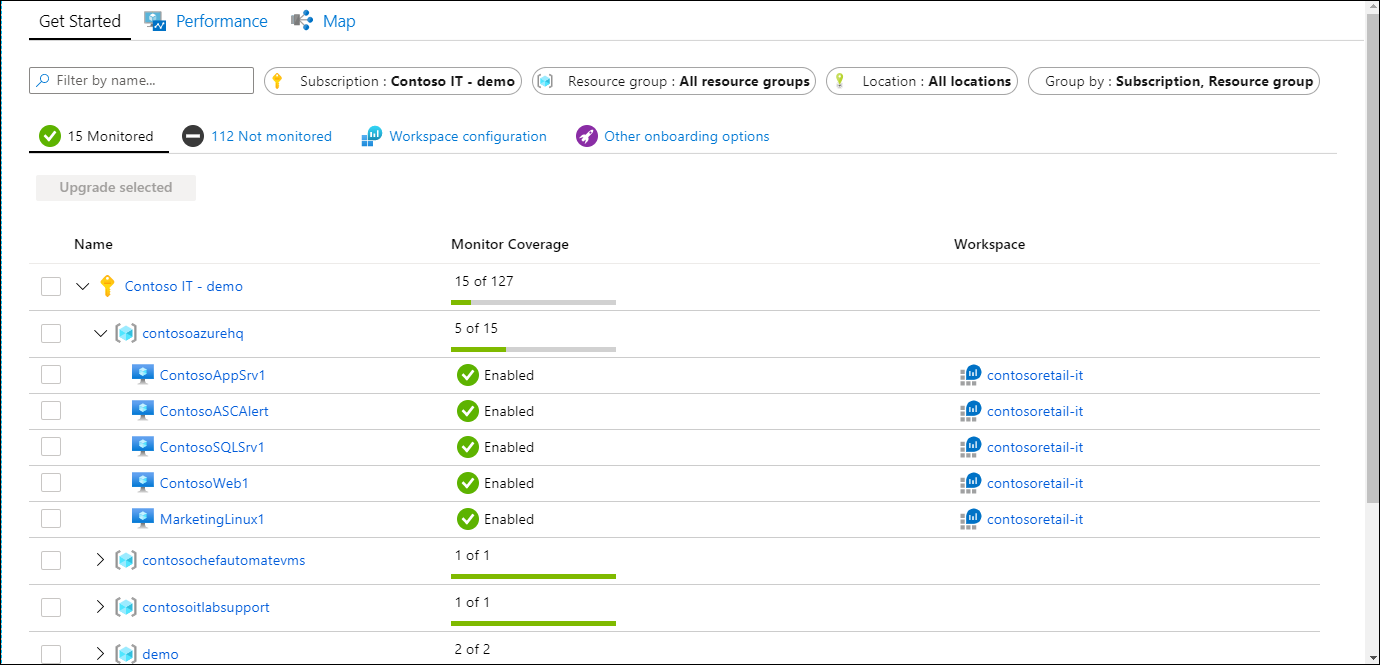 Get Started Performance Map
Filter by name... Subscription : Contoso IT - demo Resource group : All resource groups Location : All locations Group by : Subscription, Resource group
15 Monitored 112 Not monitored Workspace configuration Other onboarding options
Upgrade selected
Name Monitor Coverage Workspace
Contoso IT - demo 15 of 127
contosoazurehq 5 of 15
ContosoAppSrv1 Enabled contosoretail-it
ContosoASCAlert Enabled contosoretail-it
ContosoSQLSrv1 Enabled contosoretail-it
ContosoWeb1 Enabled contosoretail-it
MarketingLinux1 Enabled contosoretail-it
contosochefautomatevms 1 of 1
contosoitlabsupport 1 of 1
demo 2 of 2